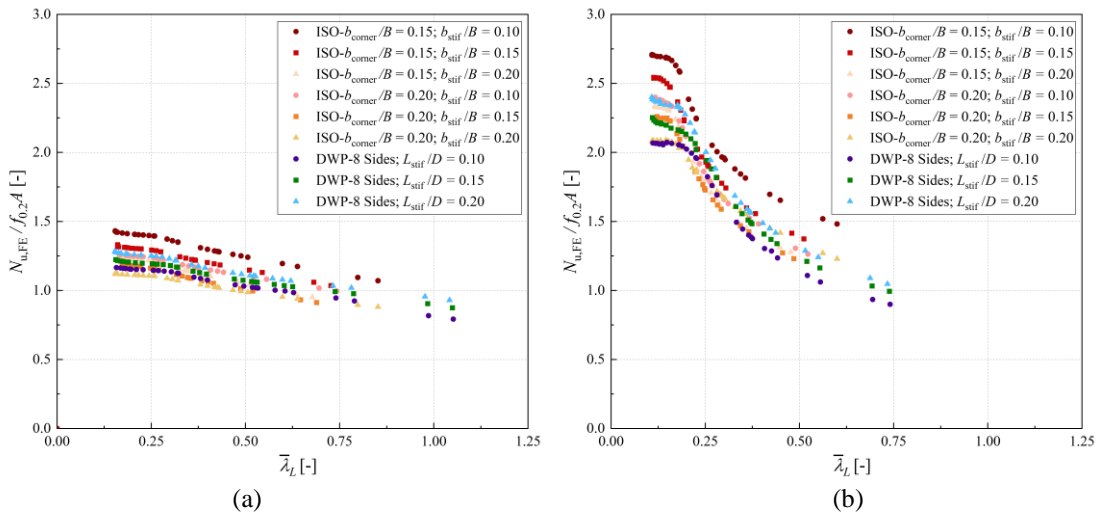 3.0
2.5
2.0
1.5
1.0
0.5
0.0
N_u,FE / f_0.2 A [-]
ISO-b_corner/B = 0.15; b_stif/B = 0.10
ISO-b_corner/B = 0.15; b_stif/B = 0.15
ISO-b_corner/B = 0.15; b_stif/B = 0.20
ISO-b_corner/B = 0.20; b_stif/B = 0.10
ISO-b_corner/B = 0.20; b_stif/B = 0.15
ISO-b_corner/B = 0.20; b_stif/B = 0.20
DWP-8 Sides; L_stif/D = 0.10
DWP-8 Sides; L_stif/D = 0.15
DWP-8 Sides; L_stif/D = 0.20
0.00 0.25 0.50 0.75 1.00 1.25
λ̅_L [-]
(a)
3.0
2.5
2.0
1.5
1.0
0.5
0.0
N_u,FE / f_0.2 A [-]
ISO-b_corner/B = 0.15; b_stif/B = 0.10
ISO-b_corner/B = 0.15; b_stif/B = 0.15
ISO-b_corner/B = 0.15; b_stif/B = 0.20
ISO-b_corner/B = 0.20; b_stif/B = 0.10
ISO-b_corner/B = 0.20; b_stif/B = 0.15
ISO-b_corner/B = 0.20; b_stif/B = 0.20
DWP-8 Sides; L_stif/D = 0.10
DWP-8 Sides; L_stif/D = 0.15
DWP-8 Sides; L_stif/D = 0.20
0.00 0.25 0.50 0.75 1.00 1.25
λ̅_L [-]
(b)